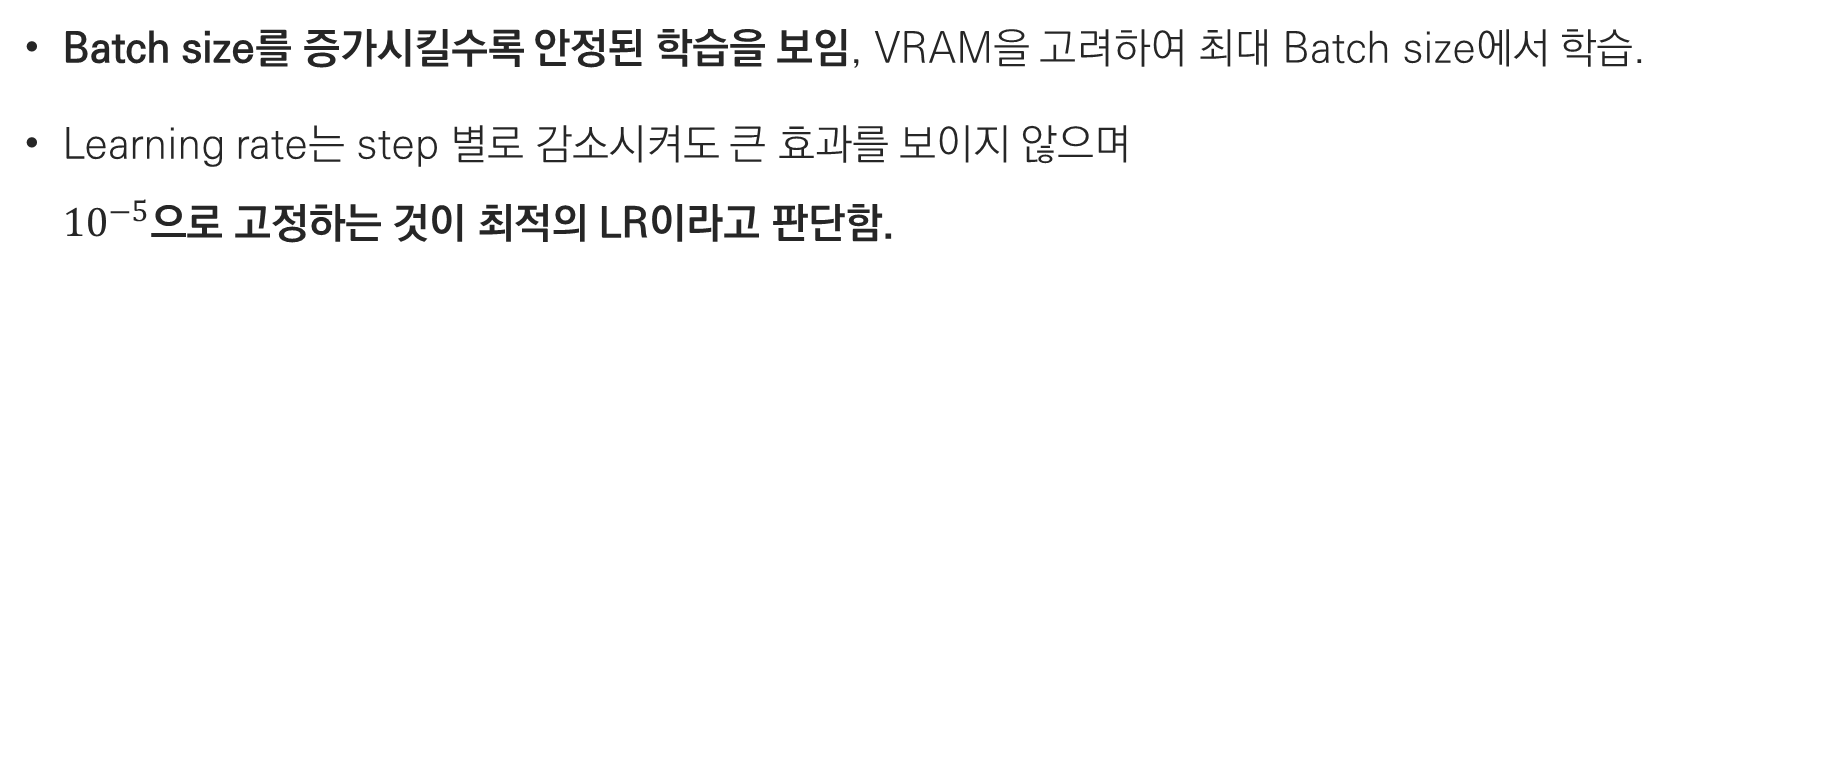 • Batch size를 증가시킬수록 안정된 학습을 보임, VRAM을 고려하여 최대 Batch size에서 학습.
• Learning rate는 step 별로 감소시켜도 큰 효과를 보이지 않으며
10⁻⁵으로 고정하는 것이 최적의 LR이라고 판단함.